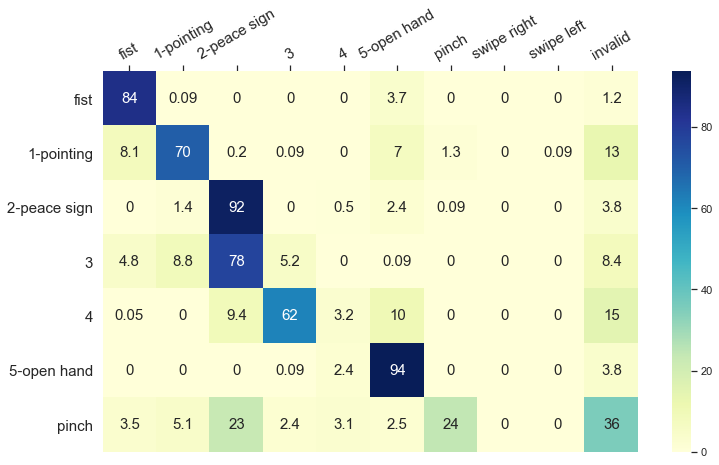 fist 1-pointing 2-peace sign 3 4 5-open hand pinch swipe right swipe left invalid
fist 84 0.09 0 0 0 3.7 0 0 0 1.2
1-pointing 8.1 70 0.2 0.09 0 7 1.3 0 0.09 13
2-peace sign 0 1.4 92 0 0.5 2.4 0.09 0 0 3.8
3 4.8 8.8 78 5.2 0 0.09 0 0 0 8.4
4 0.05 0 9.4 62 3.2 10 0 0 0 15
5-open hand 0 0 0 0.09 2.4 94 0 0 0 3.8
pinch 3.5 5.1 23 2.4 3.1 2.5 24 0 0 36
80
60
40
20
0